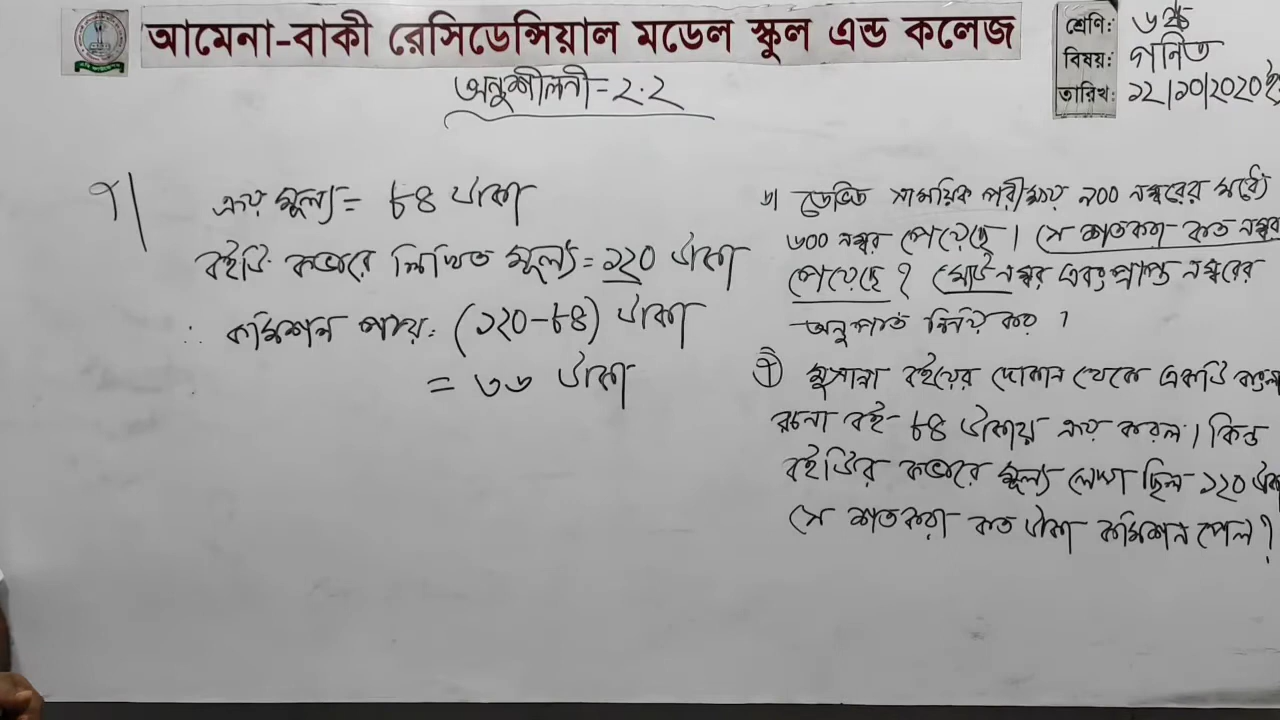 আমেনা-বাকী রেসিডেন্সিয়াল মডেল স্কুল এন্ড কলেজ
শ্রেণি: ৬ষ্ঠ
বিষয়: গণিত
তারিখ: ১২/১০/২০২০ ইং
অনুশীলনী=২.২
৭|
ক্রয় মূল্য= ৮৪ টাকা
বইটি কভারে লিখিত মূল্য=১২০ টাকা
∴ কমিশন পায়: (১২০-৮৪) টাকা
= ৩৬ টাকা
৬| ডেভিড সাময়িক পরীক্ষায় ৯০০ নম্বরের মধ্যে
৬০০ নম্বর পেয়েছে। সে শতকরা কত নম্বর
পেয়েছে? মোট নম্বর এবং প্রাপ্ত নম্বরের
অনুপাত নির্ণয় কর ?
৭ মুসান্না বইয়ের দোকান থেকে একটি বাংলা
রচনা বই ৮৪ টাকায় ক্রয় করল। কিন্তু
বইটির কভারে মূল্য লেখা ছিল ১২০ টাকা
সে শতকরা কত টাকা কমিশন পেল?